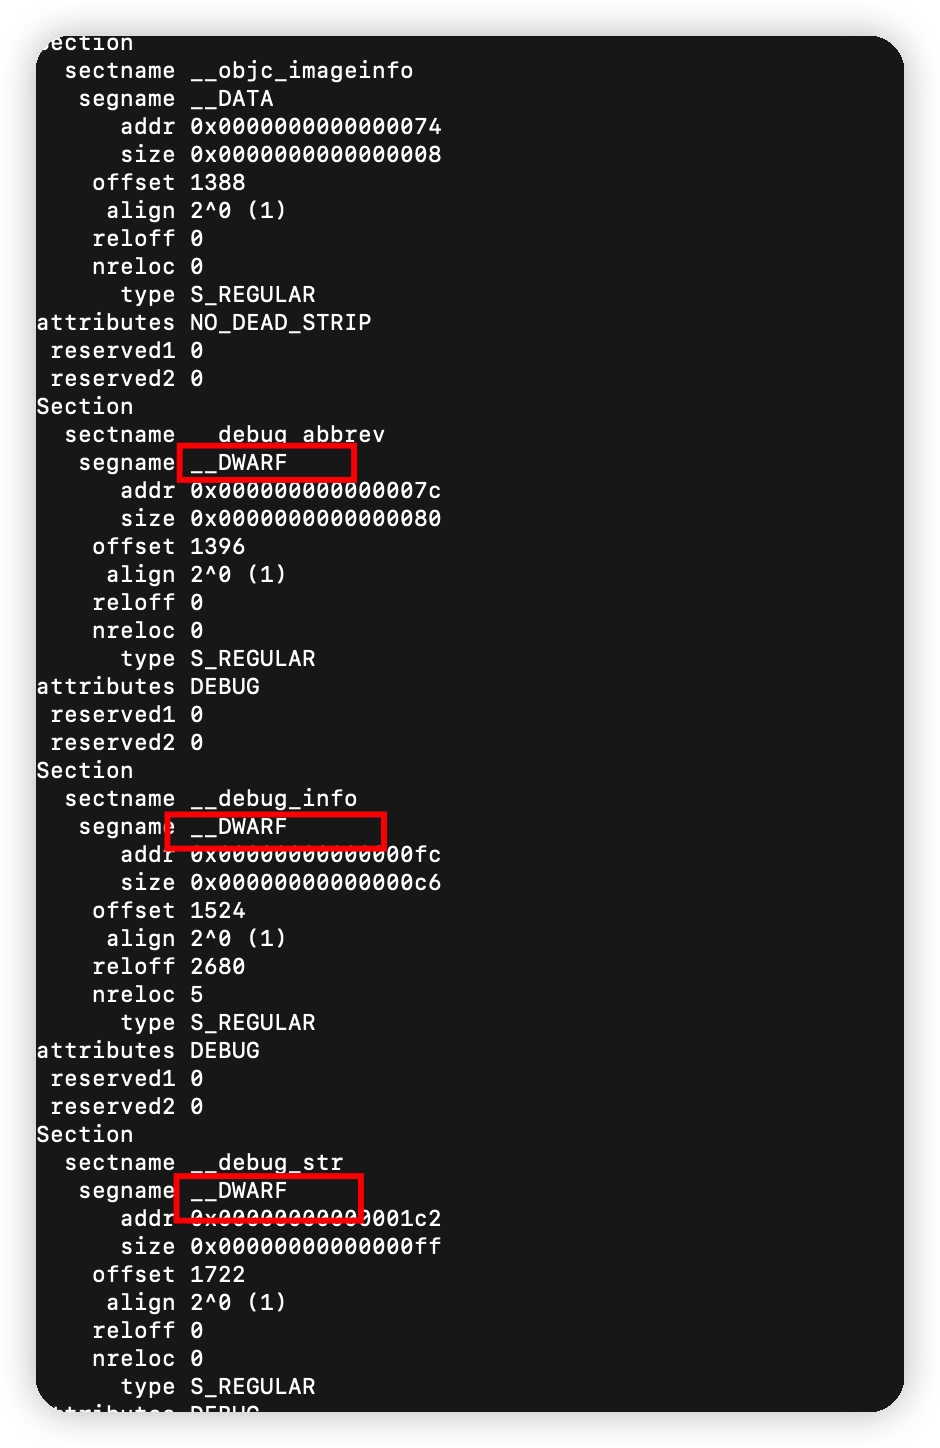 Section
sectname __objc_imageinfo
segname __DATA
addr 0x0000000000000074
size 0x0000000000000008
offset 1388
align 2^0 (1)
reloff 0
nreloc 0
type S_REGULAR
attributes NO_DEAD_STRIP
reserved1 0
reserved2 0
Section
sectname __debug_abbrev
segname __DWARF
addr 0x000000000000007c
size 0x0000000000000080
offset 1396
align 2^0 (1)
reloff 0
nreloc 0
type S_REGULAR
attributes DEBUG
reserved1 0
reserved2 0
Section
sectname __debug_info
segname __DWARF
addr 0x00000000000000fc
size 0x00000000000000c6
offset 1524
align 2^0 (1)
reloff 2680
nreloc 5
type S_REGULAR
attributes DEBUG
reserved1 0
reserved2 0
Section
sectname __debug_str
segname __DWARF
addr 0x00000000000001c2
size 0x00000000000000ff
offset 1722
align 2^0 (1)
reloff 0
nreloc 0
type S_REGULAR
attributes DEBUG